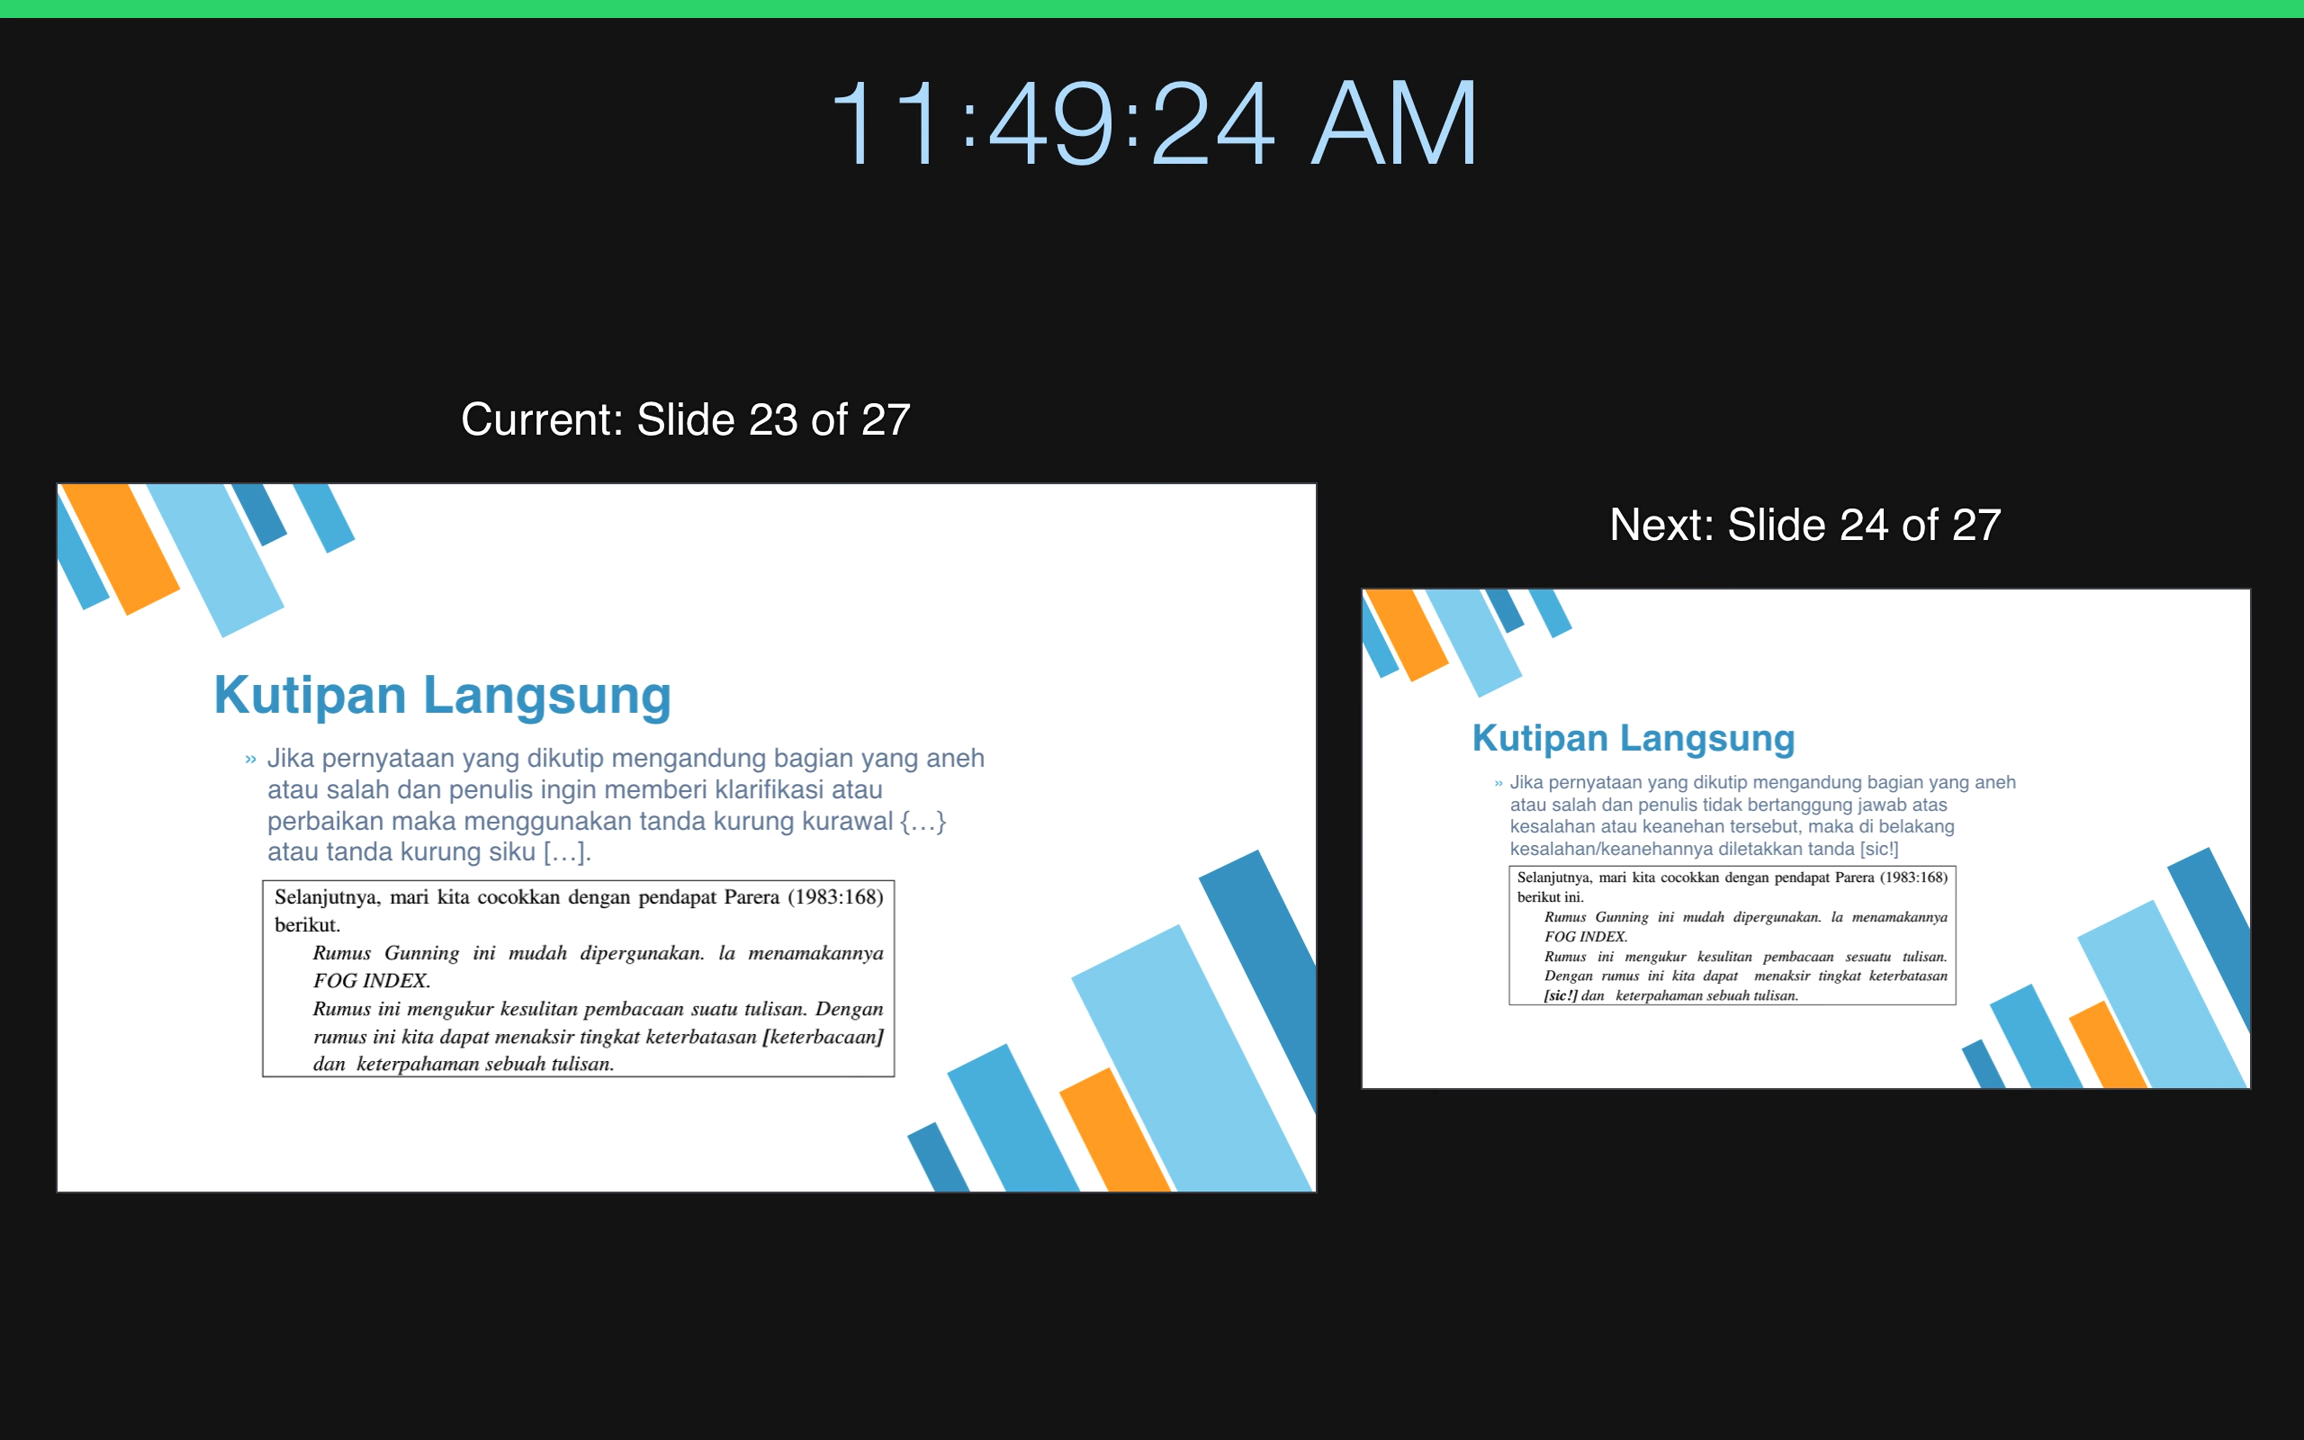 11:49:24 AM
Current: Slide 23 of 27
Kutipan Langsung
» Jika pernyataan yang dikutip mengandung bagian yang aneh
atau salah dan penulis ingin memberi klarifikasi atau
perbaikan maka menggunakan tanda kurung kurawal {…}
atau tanda kurung siku […].
Selanjutnya, mari kita cocokkan dengan pendapat Parera (1983:168)
berikut.
Rumus Gunning ini mudah dipergunakan. la menamakannya
FOG INDEX.
Rumus ini mengukur kesulitan pembacaan suatu tulisan. Dengan
rumus ini kita dapat menaksir tingkat keterbatasan [keterbacaan]
dan keterpahaman sebuah tulisan.
Next: Slide 24 of 27
Kutipan Langsung
» Jika pernyataan yang dikutip mengandung bagian yang aneh
atau salah dan penulis tidak bertanggung jawab atas
kesalahan atau keanehan tersebut, maka di belakang
kesalahan/keanehannya diletakkan tanda [sic!]
Selanjutnya, mari kita cocokkan dengan pendapat Parera (1983:168)
berikut ini.
Rumus Gunning ini mudah dipergunakan. la menamakannya
FOG INDEX.
Rumus ini mengukur kesulitan pembacaan sesuatu tulisan.
Dengan rumus ini kita dapat menaksir tingkat keterbatasan
[sic!] dan keterpahaman sebuah tulisan.